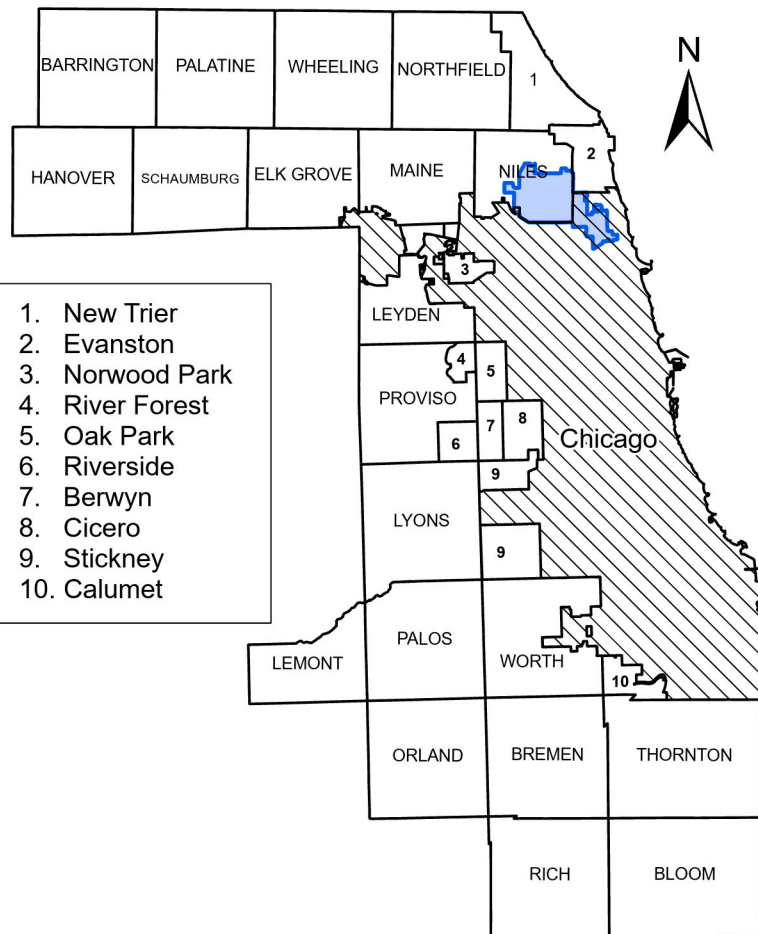 N
BARRINGTON PALATINE WHEELING NORTHFIELD 1
HANOVER SCHAUMBURG ELK GROVE MAINE NILES 2
3
LEYDEN
1. New Trier
2. Evanston
3. Norwood Park
4. River Forest
5. Oak Park
6. Riverside
7. Berwyn
8. Cicero
9. Stickney
10. Calumet
4
5
PROVISO
7 8
6
Chicago
9
LYONS
9
PALOS
LEMONT WORTH
10
ORLAND BREMEN THORNTON
RICH BLOOM